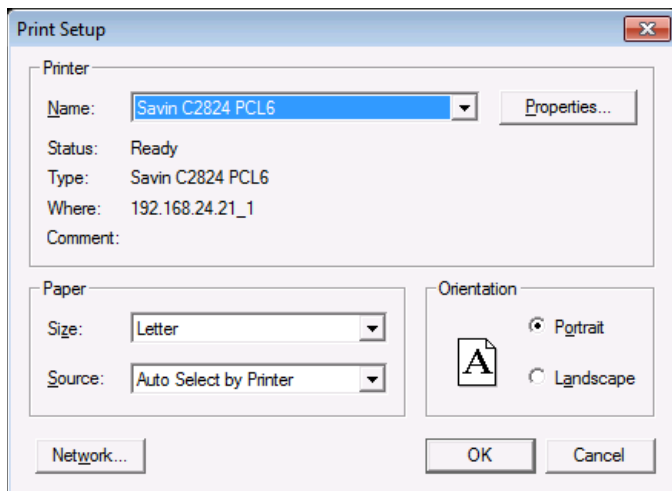 Print Setup
Printer
Name: Savin C2824 PCL6 Properties...
Status: Ready
Type: Savin C2824 PCL6
Where: 192.168.24.21_1
Comment:
Paper
Size: Letter
Source: Auto Select by Printer
Orientation
A
Portrait
Landscape
Network... OK Cancel